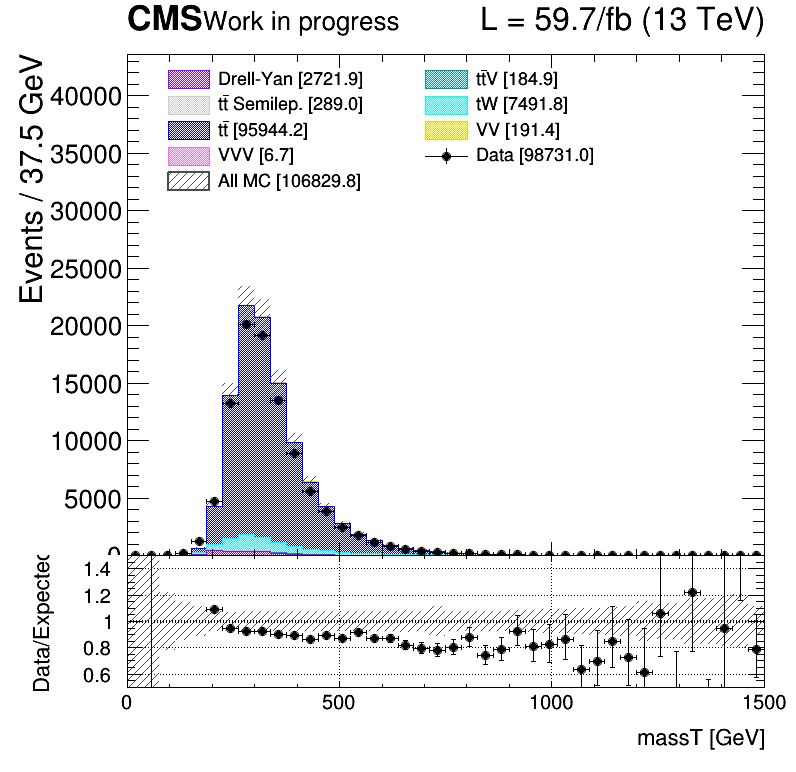 CMS Work in progress L = 59.7/fb (13 TeV)
Events / 37.5 GeV
40000
35000
30000
25000
20000
15000
10000
5000
0
Drell-Yan [2721.9]
tt̄ Semilep. [289.0]
tt̄ [95944.2]
VVV [6.7]
All MC [106829.8]
tt̄V [184.9]
tW [7491.8]
VV [191.4]
Data [98731.0]
Data/Expected
1.4
1.2
1
0.8
0.6
0 500 1000 1500
massT [GeV]